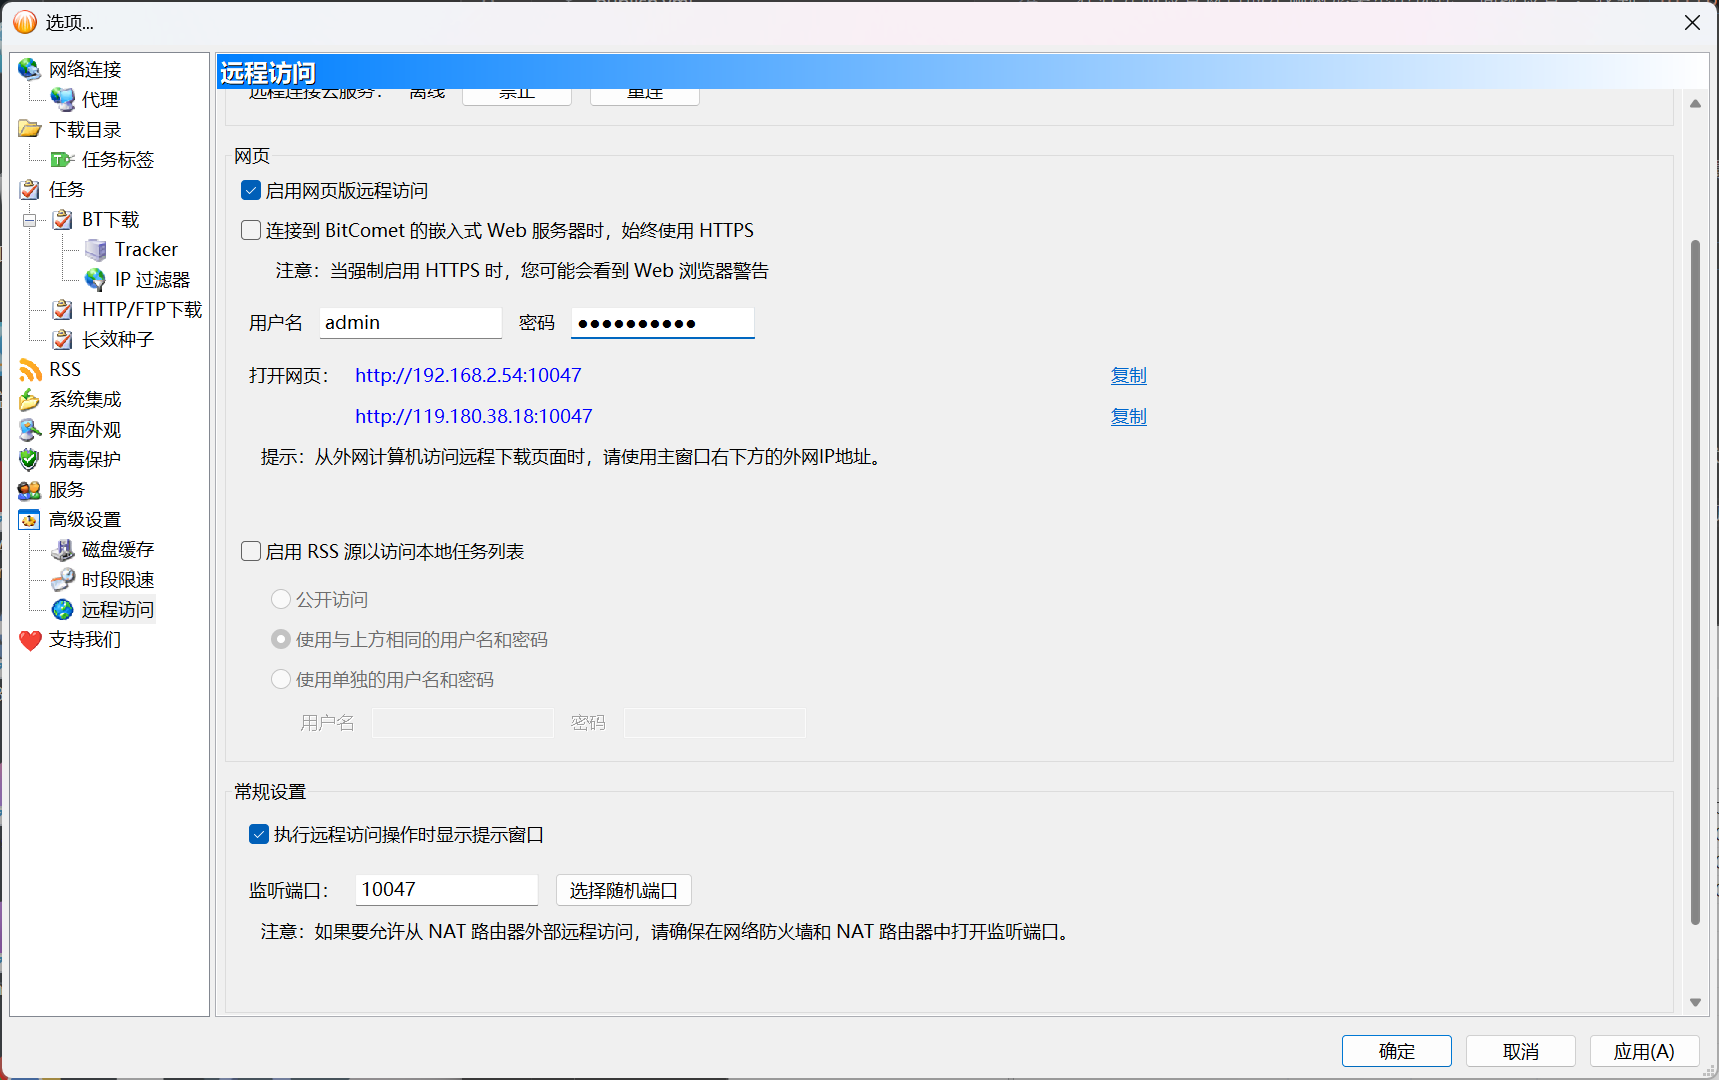 选项...
网络连接
代理
下载目录
任务标签
任务
BT下载
Tracker
IP 过滤器
HTTP/FTP下载
长效种子
RSS
系统集成
界面外观
病毒保护
服务
高级设置
磁盘缓存
时段限速
远程访问
支持我们
远程访问
远程连接云服务： 离线 禁止 重连
网页
启用网页版远程访问
连接到 BitComet 的嵌入式 Web 服务器时，始终使用 HTTPS
注意：当强制启用 HTTPS 时，您可能会看到 Web 浏览器警告
用户名 admin 密码 ●●●●●●●●●●
打开网页： http://192.168.2.54:10047 复制
http://119.180.38.18:10047 复制
提示：从外网计算机访问远程下载页面时，请使用主窗口右下方的外网IP地址。
启用 RSS 源以访问本地任务列表
公开访问
使用与上方相同的用户名和密码
使用单独的用户名和密码
用户名 密码
常规设置
执行远程访问操作时显示提示窗口
监听端口： 10047 选择随机端口
注意：如果要允许从 NAT 路由器外部远程访问，请确保在网络防火墙和 NAT 路由器中打开监听端口。
确定 取消 应用(A)